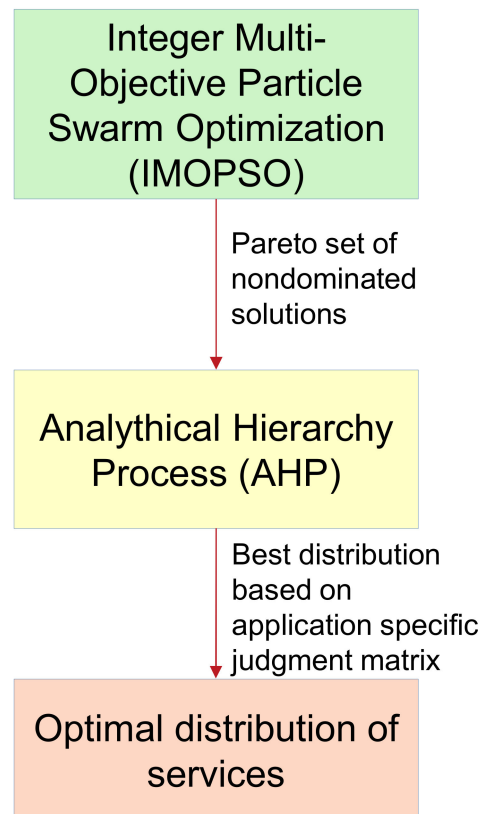 Integer Multi-
Objective Particle
Swarm Optimization
(IMOPSO)
Pareto set of
nondominated
solutions
Analythical Hierarchy
Process (AHP)
Best distribution
based on
application specific
judgment matrix
Optimal distribution of
services